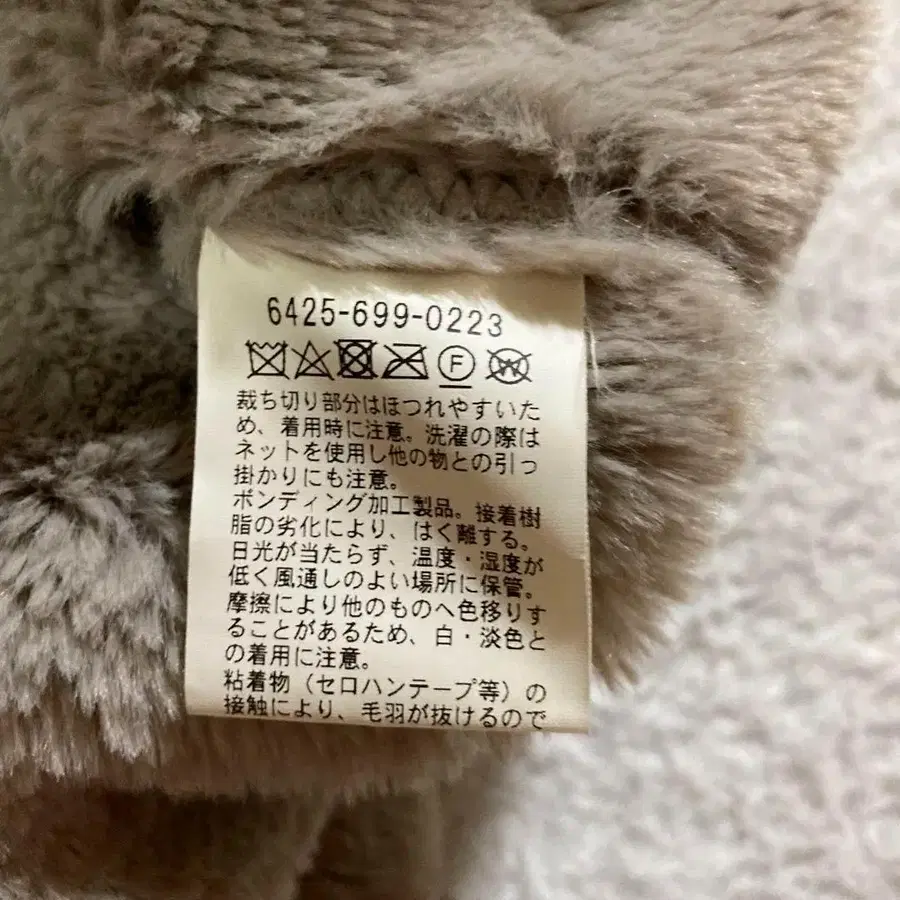 6425-699-0223
F W
裁ち切り部分はほつれやすいた
め、着用時に注意。洗濯の際は
ネットを使用し他の物との引っ
掛かりにも注意。
ボンディング加工製品。接着樹
脂の劣化により、はく離する。
日光が当たらず、温度・湿度が
低く風通しのよい場所に保管。
摩擦により他のものへ色移りす
ることがあるため、白・淡色と
の着用に注意。
粘着物（セロハンテープ等）の
接触により、毛羽が抜けるので